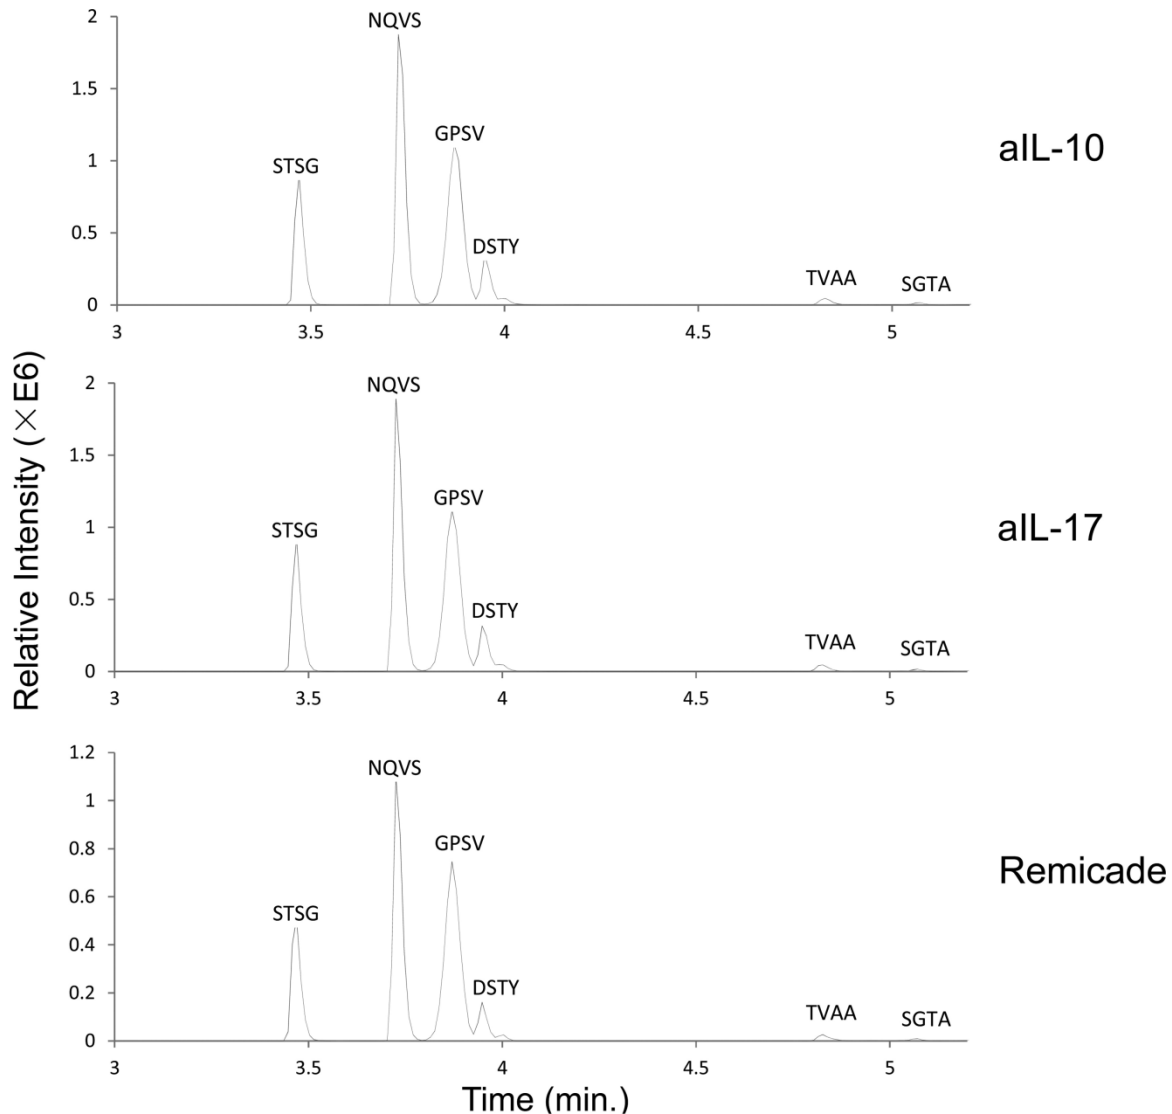 2
NQVS
1.5
GPSV
STSG
aIL-10
1
0.5
DSTY
TVAA
SGTA
0
3
3.5
4
4.5
5
2
NQVS
1.5
GPSV
STSG
aIL-17
1
0.5
DSTY
TVAA
SGTA
0
3
3.5
4
4.5
5
Relative Intensity (×E6)
1.2
NQVS
1
GPSV
0.8
Remicade
0.6
STSG
0.4
DSTY
0.2
TVAA
SGTA
0
3
3.5
4
4.5
5
Time (min.)